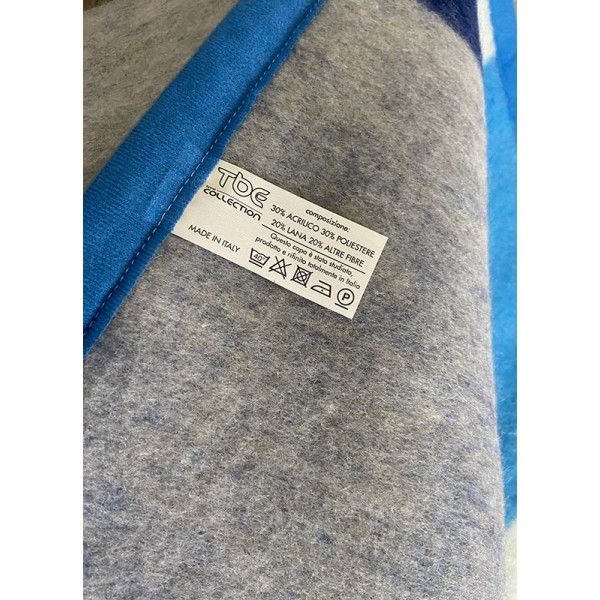 TbE
COLLECTION
MADE IN ITALY
composizione:
30% ACRILICO 30% POLIESTERE
20% LANA 20% ALTRE FIBRE
Questo capo è stato studiato,
prodotto e rifinito totalmente in Italia
40° P